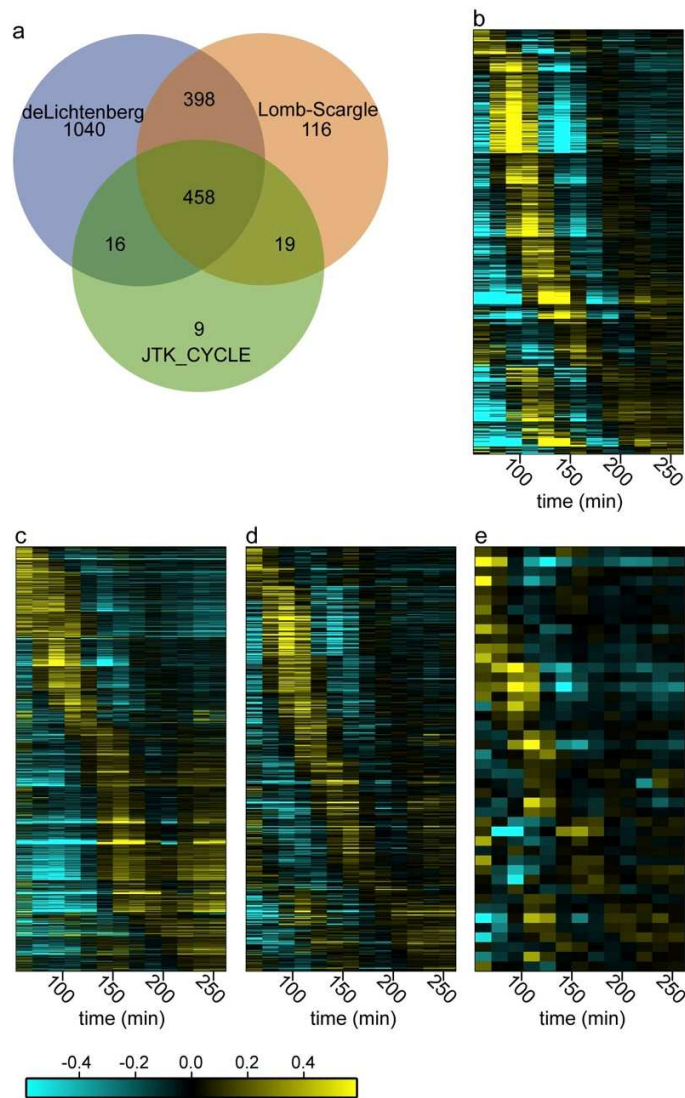 a
deLichtenberg
1040
398
Lomb-Scargle
116
458
16
19
9
JTK_CYCLE
b
100 150 200 250
time (min)
c
100 150 200 250
time (min)
d
100 150 200 250
time (min)
e
100 150 200 250
time (min)
-0.4 -0.2 0.0 0.2 0.4